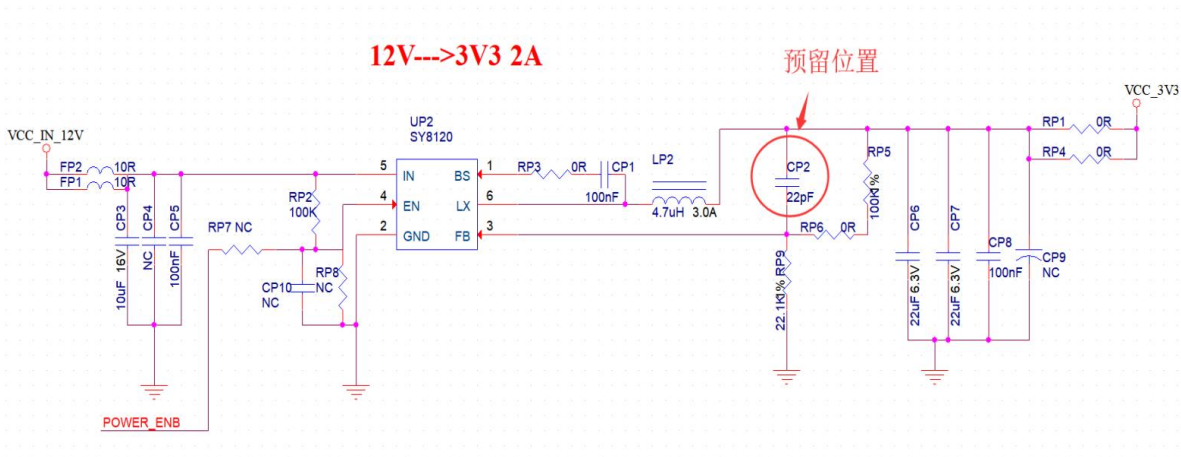 12V--->3V3 2A
预留位置
VCC_3V3
VCC_IN_12V
UP2
SY8120
RP1 0R
RP4 0R
FP2 10R
FP1 10R
5 IN BS 1
4 EN LX 6
2 GND FB 3
RP3 0R CP1
100nF
LP2
4.7uH 3.0A
CP2
22pF
RP5
100K 1%
RP6 0R
RP2
100K
RP7 NC
CP3
10uF 16V
CP4
NC
CP5
100nF
CP10
NC
RP8
NC
RP9
22.1K 1%
CP6
22uF 6.3V
CP7
22uF 6.3V
CP8
100nF
CP9
NC
POWER_ENB